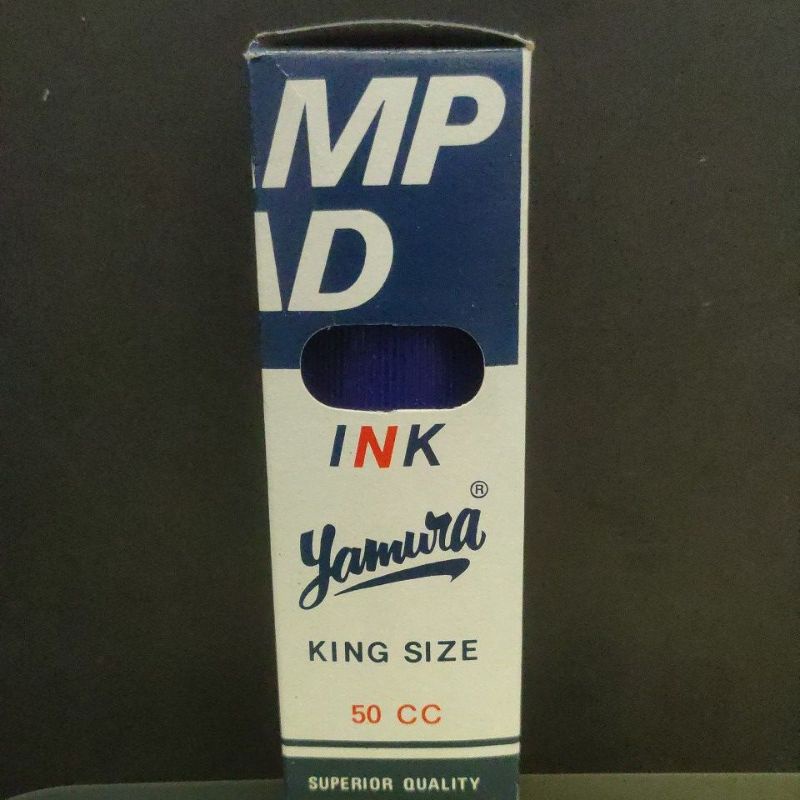 MP
AD
INK
®
Yamura
KING SIZE
50 CC
SUPERIOR QUALITY